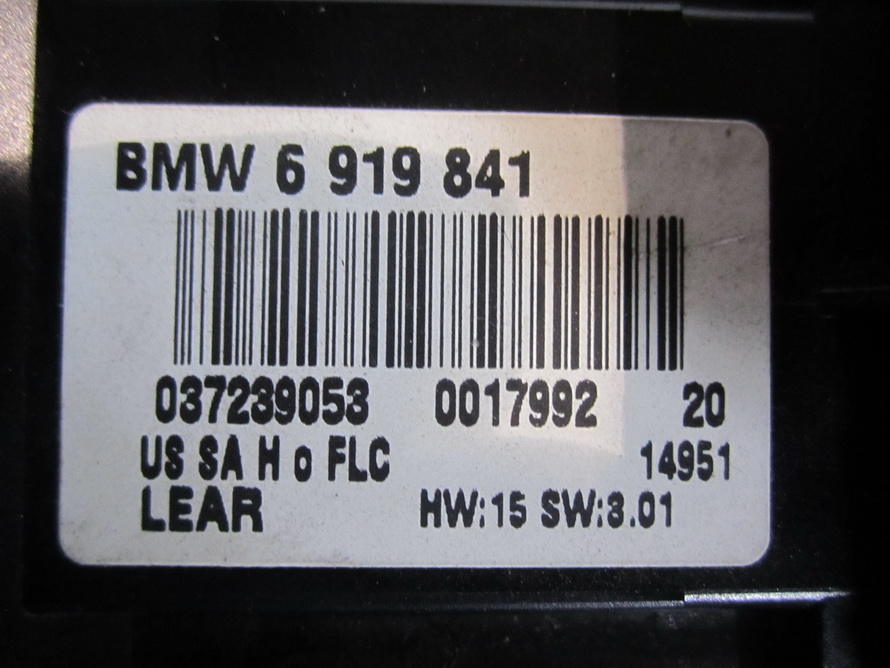 BMW 6 919 841
037239053 0017992 20
US SA H o FLC 14951
LEAR HW:15 SW:3.01